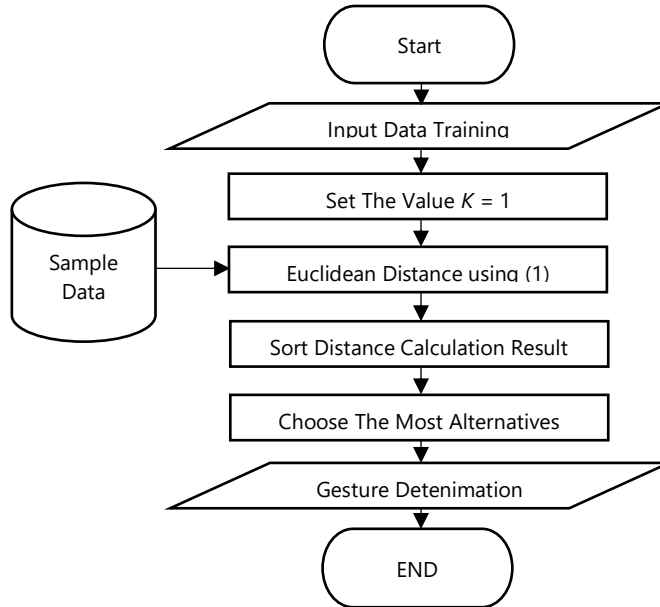 Start
Input Data Training
Set The Value K = 1
Sample
Data
Euclidean Distance using (1)
Sort Distance Calculation Result
Choose The Most Alternatives
Gesture Detenimation
END